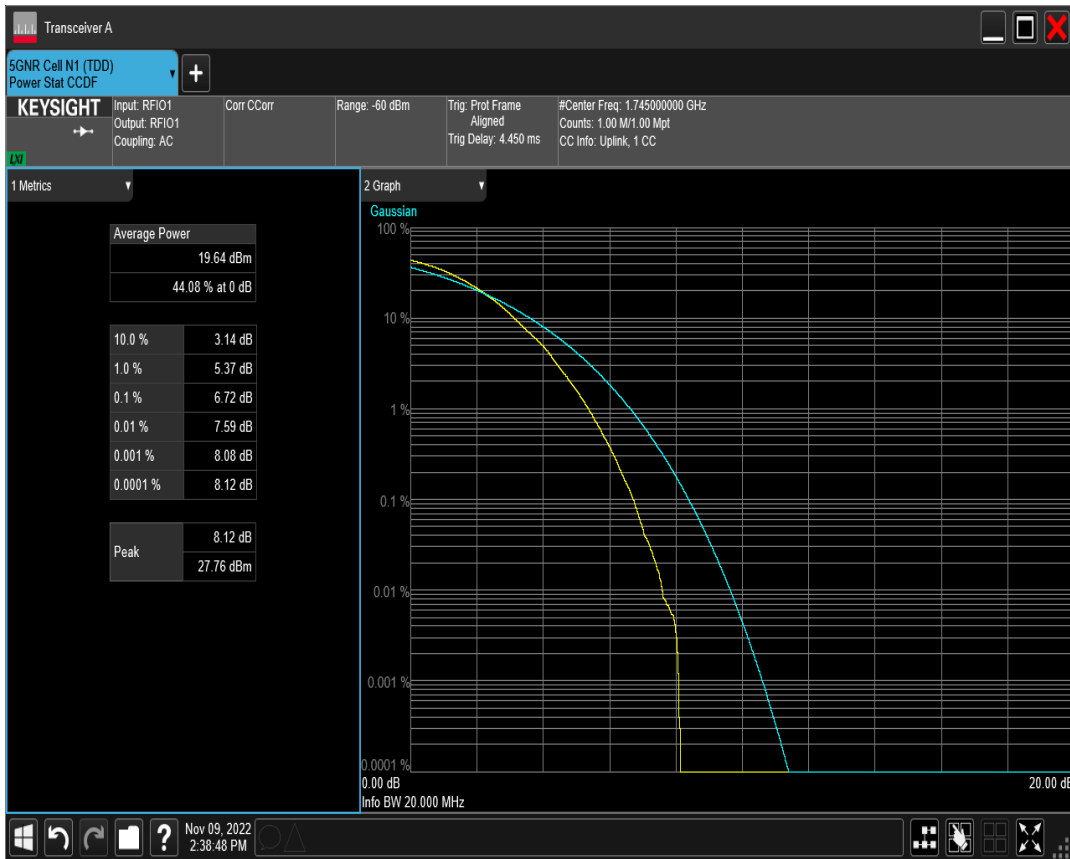 Transceiver A
5GNR Cell N1 (TDD)
Power Stat CCDF
KEYSIGHT
LXI
Input: RFIO1
Output: RFIO1
Coupling: AC
Corr CCorr
Range: -60 dBm
Trig: Prot Frame
Aligned
Trig Delay: 4.450 ms
#Center Freq: 1.745000000 GHz
Counts: 1.00 M/1.00 Mpt
CC Info: Uplink, 1 CC
1 Metrics
Average Power
19.64 dBm
44.08 % at 0 dB
10.0 % 3.14 dB
1.0 % 5.37 dB
0.1 % 6.72 dB
0.01 % 7.59 dB
0.001 % 8.08 dB
0.0001 % 8.12 dB
Peak
8.12 dB
27.76 dBm
2 Graph
Gaussian
100 %
10 %
1 %
0.1 %
0.01 %
0.001 %
0.0001 %
0.00 dB 20.00 dB
Info BW 20.000 MHz
?
Nov 09, 2022
2:38:48 PM